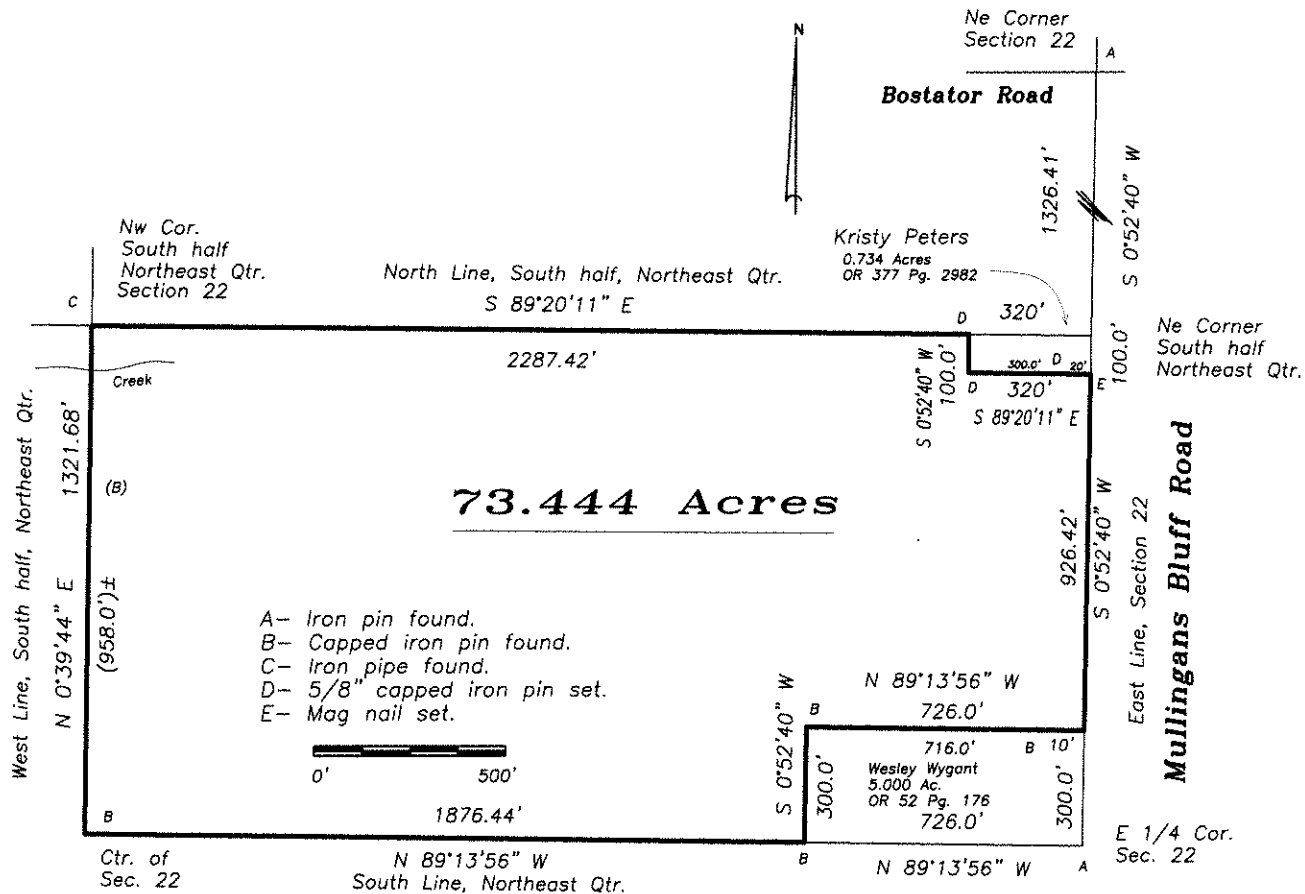 Ne Corner
Section 22
N
A
Bostator Road
1326.41'
S 0°52'40" W
Nw Cor.
South half
Northeast Qtr.
Section 22
Kristy Peters
0.734 Acres
OR 377 Pg. 2982
North Line, South half, Northeast Qtr.
S 89°20'11" E
C
D
320'
Ne Corner
South half
Northeast Qtr.
2287.42'
S 0°52'40" W
100.0'
300.0' D 20'
E
100.0'
D
320'
S 89°20'11" E
Creek
West Line, South half, Northeast Qtr.
N 0°39'44" E 1321.68'
(B)
(958.0')±
73.444 Acres
926.42'
S 0°52'40" W
East Line, Section 22
Mullingans Bluff Road
A– Iron pin found.
B– Capped iron pin found.
C– Iron pipe found.
D– 5/8" capped iron pin set.
E– Mag nail set.
0' 500'
N 89°13'56" W
B
726.0'
716.0' B 10'
S 0°52'40" W
300.0'
Wesley Wygant
5.000 Ac.
OR 52 Pg. 176
726.0'
300.0'
1876.44'
B
E 1/4 Cor.
Sec. 22
Ctr. of
Sec. 22
N 89°13'56" W
South Line, Northeast Qtr.
B
N 89°13'56" W
A